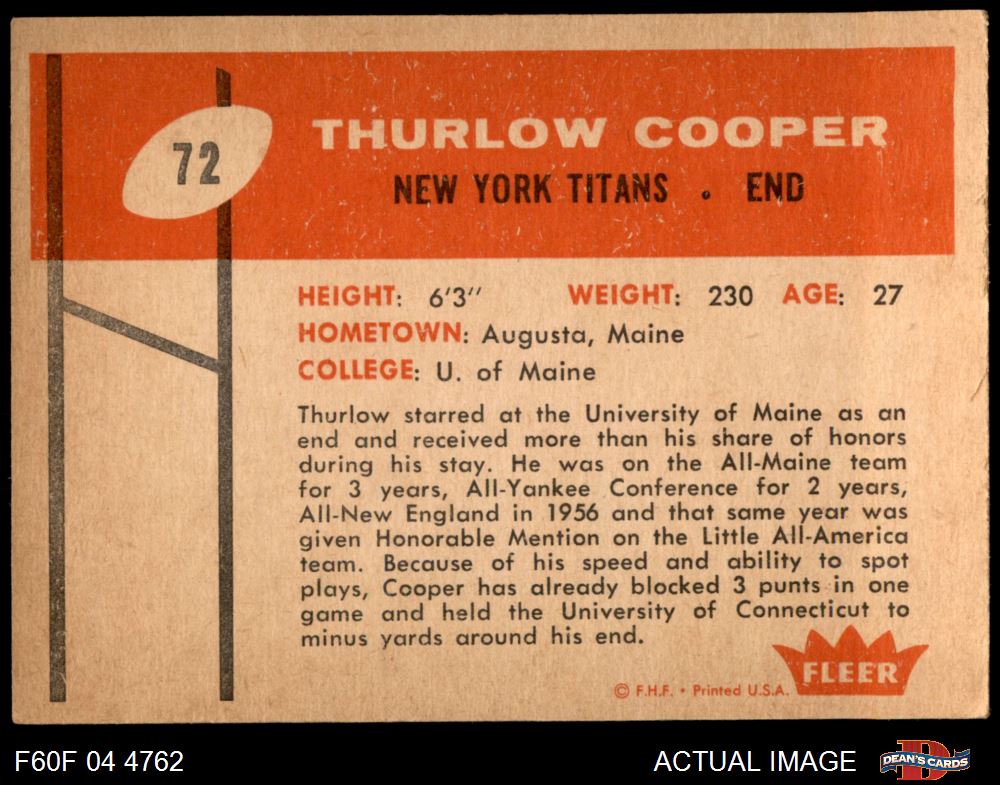 72
THURLOW COOPER
NEW YORK TITANS . END
HEIGHT: 6'3" WEIGHT: 230 AGE: 27
HOMETOWN: Augusta, Maine
COLLEGE: U. of Maine
Thurlow starred at the University of Maine as an
end and received more than his share of honors
during his stay. He was on the All-Maine team
for 3 years, All-Yankee Conference for 2 years,
All-New England in 1956 and that same year was
given Honorable Mention on the Little All-America
team. Because of his speed and ability to spot
plays, Cooper has already blocked 3 punts in one
game and held the University of Connecticut to
minus yards around his end.
FLEER
© F.H.F. • Printed U.S.A.
F60F 04 4762 ACTUAL IMAGE D DEAN'S CARDS